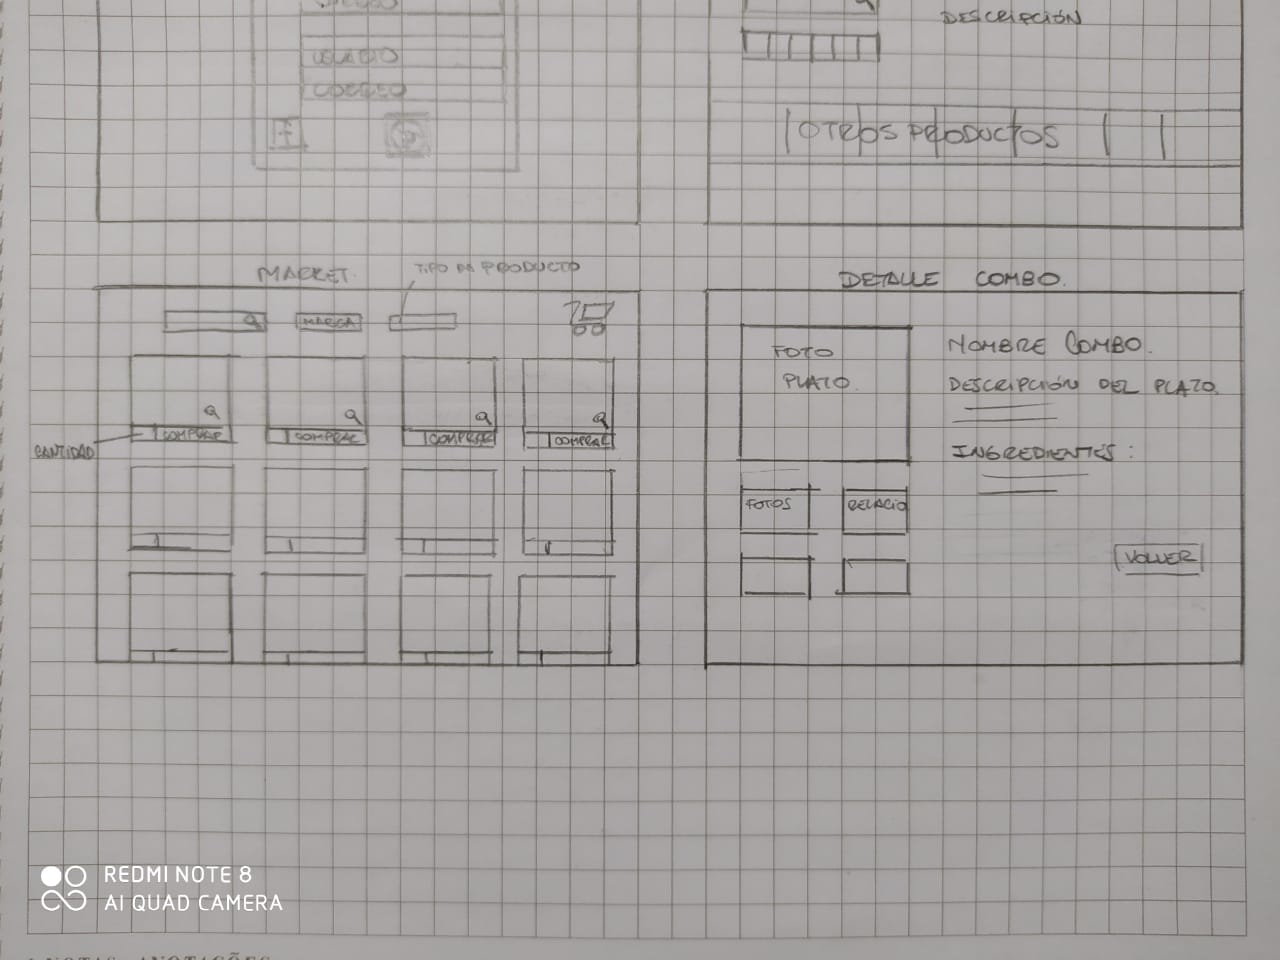 USUARIO
CORREO
f
G
DESCRIPCIÓN
OTROS PRODUCTOS
MARKET.
TIPO DE PRODUCTO
MARCA
COMPRAR COMPRAR COMPRAR COMPRAR
CANTIDAD
DETALLE COMBO.
FOTO
PLATO.
NOMBRE COMBO.
DESCRIPCIÓN DEL PLATO.
INGREDIENTES:
FOTOS RELACIO
VOLVER
REDMI NOTE 8
AI QUAD CAMERA